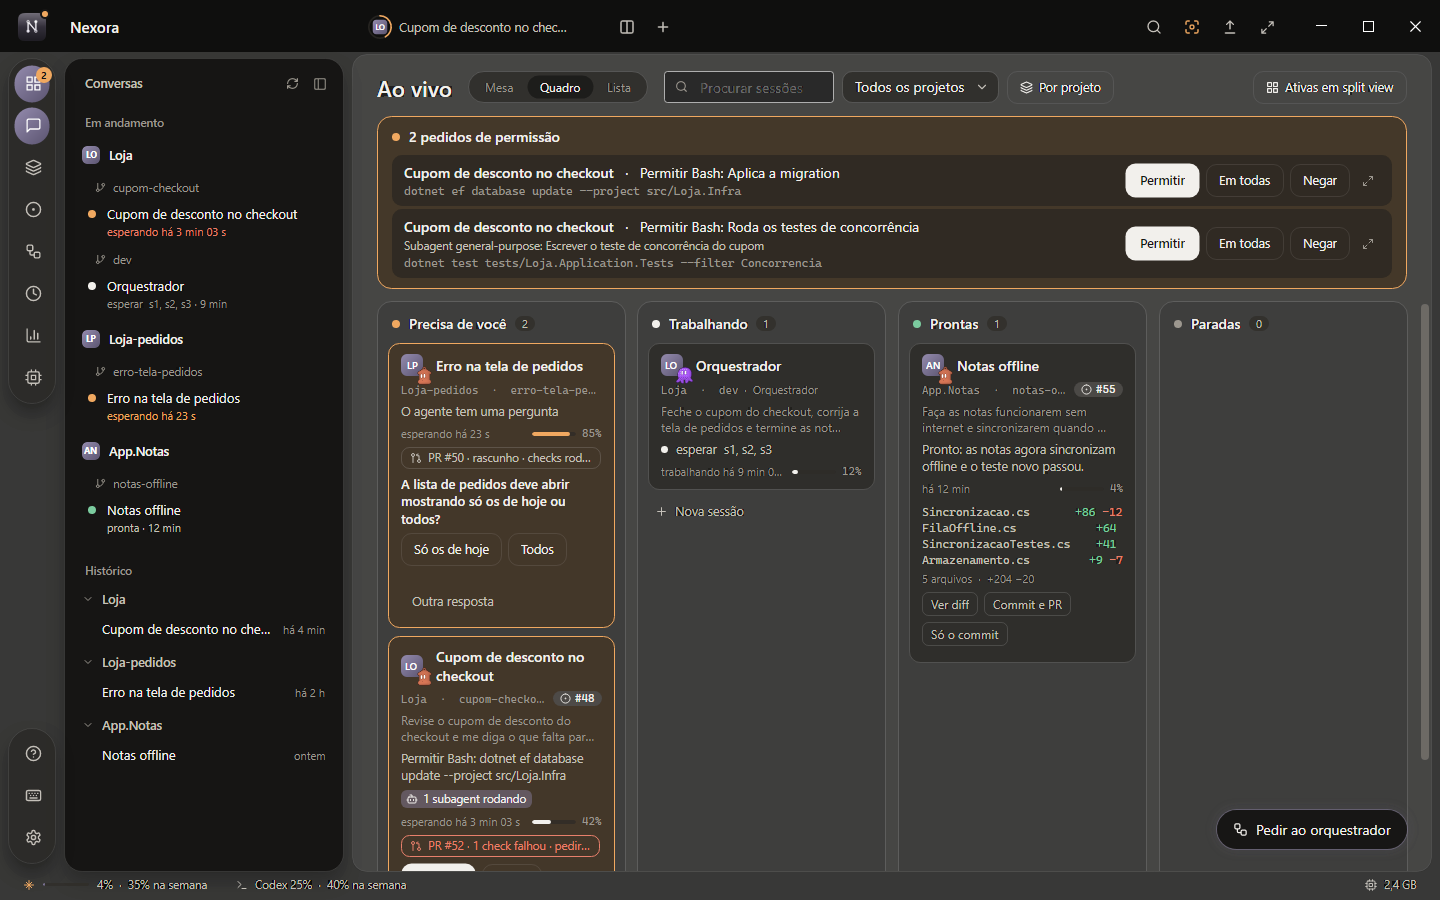 Nexora
LO Cupom de desconto no chec...
2
Conversas
Em andamento
LO Loja
cupom-checkout
Cupom de desconto no checkout
esperando há 3 min 03 s
dev
Orquestrador
esperar s1, s2, s3 · 9 min
LP Loja-pedidos
erro-tela-pedidos
Erro na tela de pedidos
esperando há 23 s
AN App.Notas
notas-offline
Notas offline
pronta · 12 min
Histórico
Loja
Cupom de desconto no che... há 4 min
Loja-pedidos
Erro na tela de pedidos há 2 h
App.Notas
Notas offline ontem
Ao vivo Mesa Quadro Lista Procurar sessões Todos os projetos Por projeto Ativas em split view
2 pedidos de permissão
Cupom de desconto no checkout · Permitir Bash: Aplica a migration
dotnet ef database update --project src/Loja.Infra
Permitir Em todas Negar
Cupom de desconto no checkout · Permitir Bash: Roda os testes de concorrência
Subagent general-purpose: Escrever o teste de concorrência do cupom
dotnet test tests/Loja.Application.Tests --filter Concorrencia
Permitir Em todas Negar
Precisa de você 2
LP Erro na tela de pedidos
Loja-pedidos · erro-tela-pe...
O agente tem uma pergunta
esperando há 23 s 85%
PR #50 · rascunho · checks rod...
A lista de pedidos deve abrir
mostrando só os de hoje ou
todos?
Só os de hoje Todos
Outra resposta
LO Cupom de desconto no
checkout
Loja · cupom-checko... #48
Revise o cupom de desconto do
checkout e me diga o que falta par...
Permitir Bash: dotnet ef database
update --project src/Loja.Infra
1 subagent rodando
esperando há 3 min 03 s 42%
PR #52 · 1 check falhou · pedir...
Trabalhando 1
LO Orquestrador
Loja · dev · Orquestrador
Feche o cupom do checkout, corrija a
tela de pedidos e termine as not...
esperar s1, s2, s3
trabalhando há 9 min 0... 12%
Nova sessão
Prontas 1
AN Notas offline
App.Notas · notas-o... #55
Faça as notas funcionarem sem
internet e sincronizarem quando ...
Pronto: as notas agora sincronizam
offline e o teste novo passou.
há 12 min 4%
Sincronizacao.cs +86 −12
FilaOffline.cs +64
SincronizacaoTestes.cs +41
Armazenamento.cs +9 −7
5 arquivos · +204 −20
Ver diff Commit e PR
Só o commit
Paradas 0
Pedir ao orquestrador
4% · 35% na semana Codex 25% · 40% na semana 2,4 GB